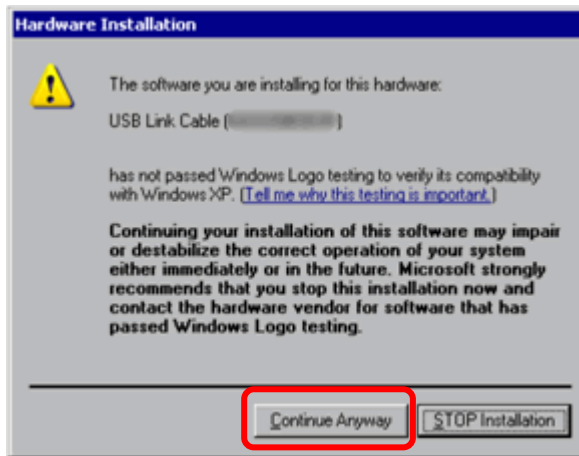 Hardware Installation
The software you are installing for this hardware:
USB Link Cable ( )
has not passed Windows Logo testing to verify its compatibility
with Windows XP. (Tell me why this testing is important.)
Continuing your installation of this software may impair
or destabilize the correct operation of your system
either immediately or in the future. Microsoft strongly
recommends that you stop this installation now and
contact the hardware vendor for software that has
passed Windows Logo testing.
Continue Anyway STOP Installation